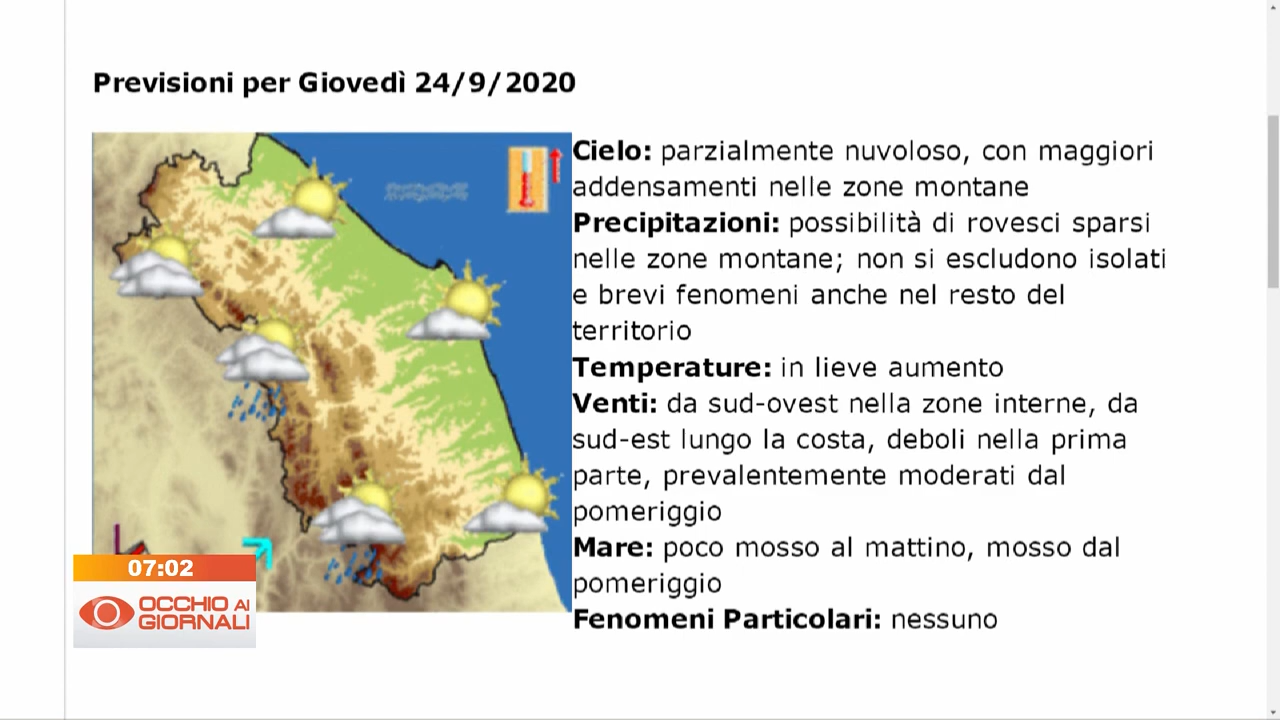 Previsioni per Giovedì 24/9/2020
Cielo: parzialmente nuvoloso, con maggiori
addensamenti nelle zone montane
Precipitazioni: possibilità di rovesci sparsi
nelle zone montane; non si escludono isolati
e brevi fenomeni anche nel resto del
territorio
Temperature: in lieve aumento
Venti: da sud-ovest nella zone interne, da
sud-est lungo la costa, deboli nella prima
parte, prevalentemente moderati dal
pomeriggio
Mare: poco mosso al mattino, mosso dal
pomeriggio
Fenomeni Particolari: nessuno
07:02
OCCHIO AI
GIORNALI